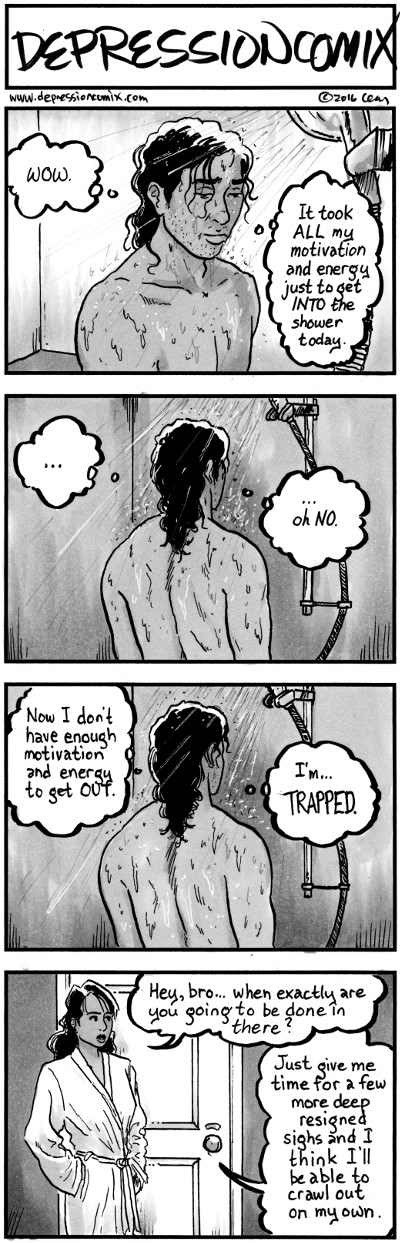 DEPRESSIONCOMIX
www.depressioncomix.com
©2016 Clay
WOW.
It took
ALL my
motivation
and energy
just to get
INTO the
shower
today.
...
...
oh NO.
Now I don't
have enough
motivation
and energy
to get OUT.
I'm...
TRAPPED.
Hey, bro... when exactly are
you going to be done in
there?
Just give me
time for a few
more deep
resigned
sighs and I
think I'll
be able to
crawl out
on my own.